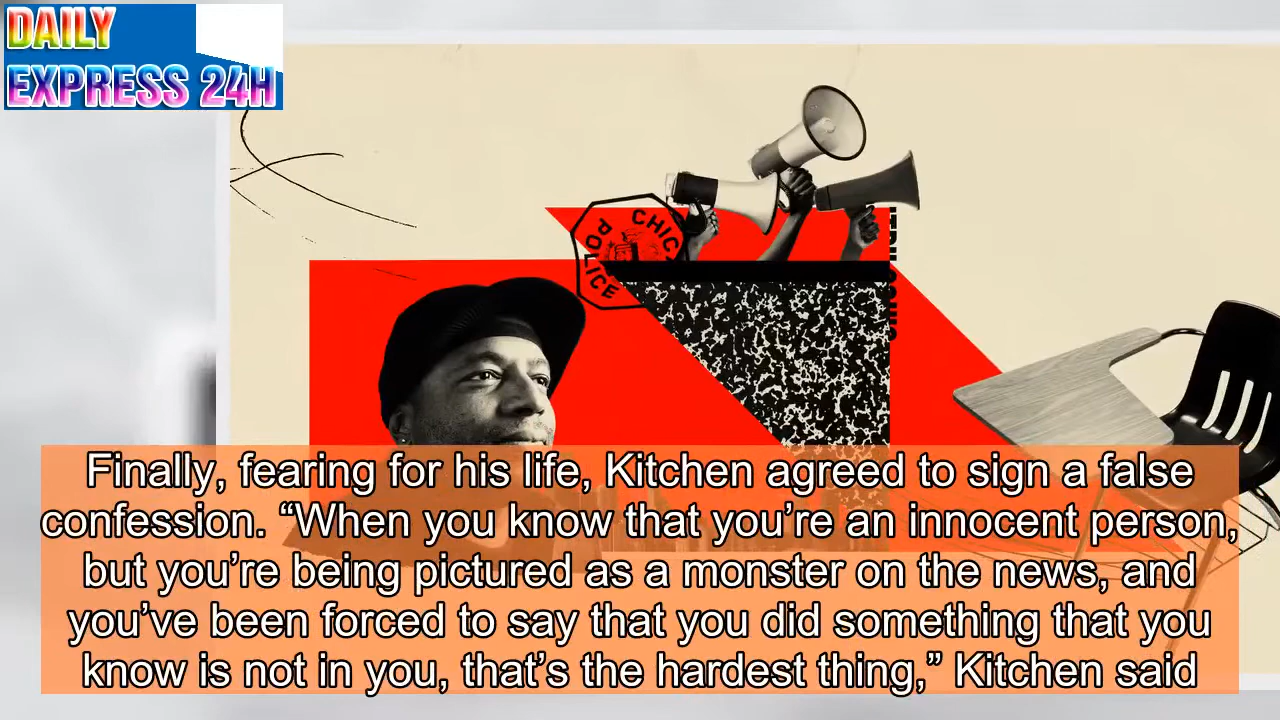 DAILY
EXPRESS 24H
CHIC
POLICE
Finally, fearing for his life, Kitchen agreed to sign a false
confession. “When you know that you’re an innocent person,
but you’re being pictured as a monster on the news, and
you’ve been forced to say that you did something that you
know is not in you, that’s the hardest thing,” Kitchen said